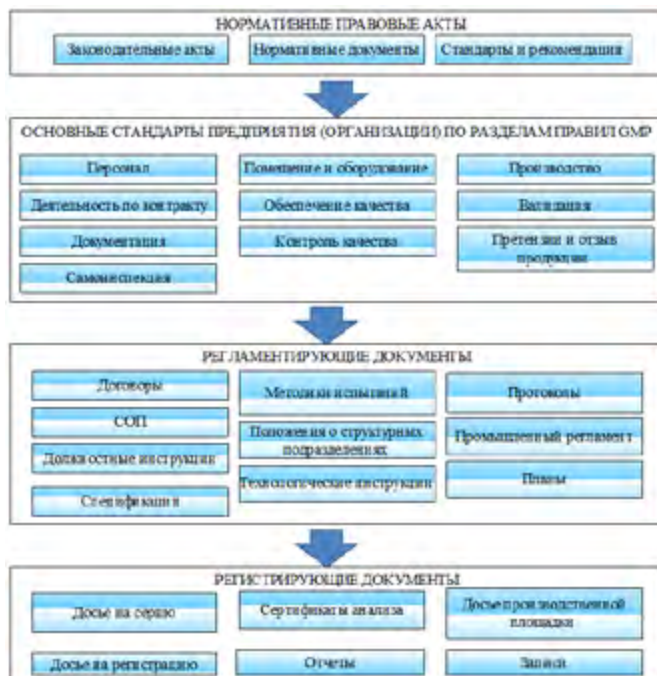 НОРМАТИВНЫЕ ПРАВОВЫЕ АКТЫ
Законодательные акты
Нормативные документы
Стандарты и рекомендации
ОСНОВНЫЕ СТАНДАРТЫ ПРЕДПРИЯТИЯ (ОРГАНИЗАЦИИ) ПО РАЗДЕЛАМ ПРАВИЛ GMP
Персонал
Помещение и оборудование
Производство
Деятельность по контракту
Обеспечение качества
Валидация
Документация
Контроль качества
Претензии и отзыв
продукции
Самоинспекция
РЕГЛАМЕНТИРУЮЩИЕ ДОКУМЕНТЫ
Договоры
Методики испытаний
Протоколы
СОП
Положения о структурных
подразделениях
Промышленный регламент
Должностные инструкции
Технологические инструкции
Планы
Спецификации
РЕГИСТРИРУЮЩИЕ ДОКУМЕНТЫ
Досье на серию
Сертификаты анализа
Досье производственной
площадки
Досье на регистрацию
Отчеты
Записи